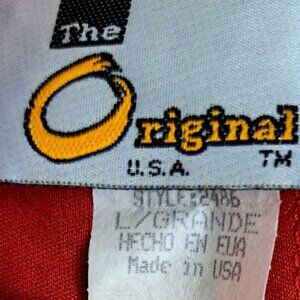 The
Original
U.S.A. TM
STYLE:2486
L/GRANDE
HECHO EN EUA
Made in USA